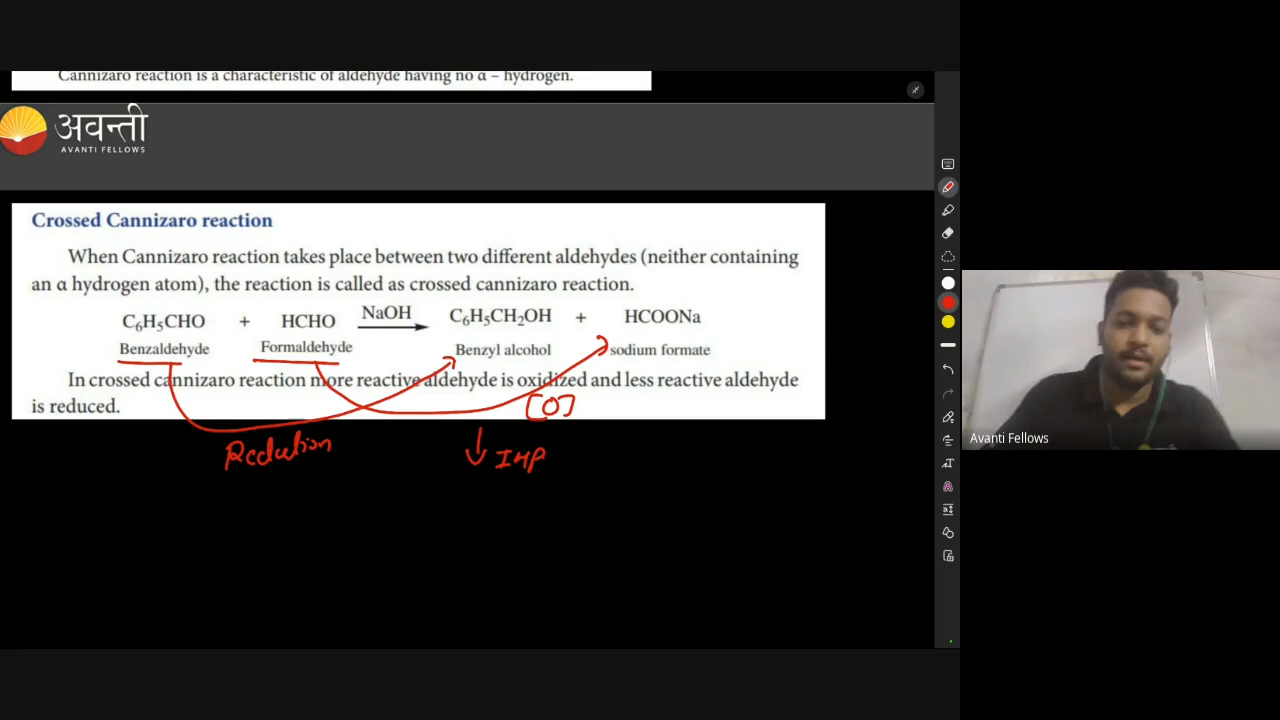 Cannizaro reaction is a characteristic of aldehyde having no α – hydrogen.
अवन्ती
AVANTI FELLOWS
Crossed Cannizaro reaction
When Cannizaro reaction takes place between two different aldehydes (neither containing
an α hydrogen atom), the reaction is called as crossed cannizaro reaction.
C₆H₅CHO + HCHO NaOH C₆H₅CH₂OH + HCOONa
Benzaldehyde Formaldehyde Benzyl alcohol sodium formate
In crossed cannizaro reaction more reactive aldehyde is oxidized and less reactive aldehyde
is reduced.
[O]
Redution
IMP
Avanti Fellows